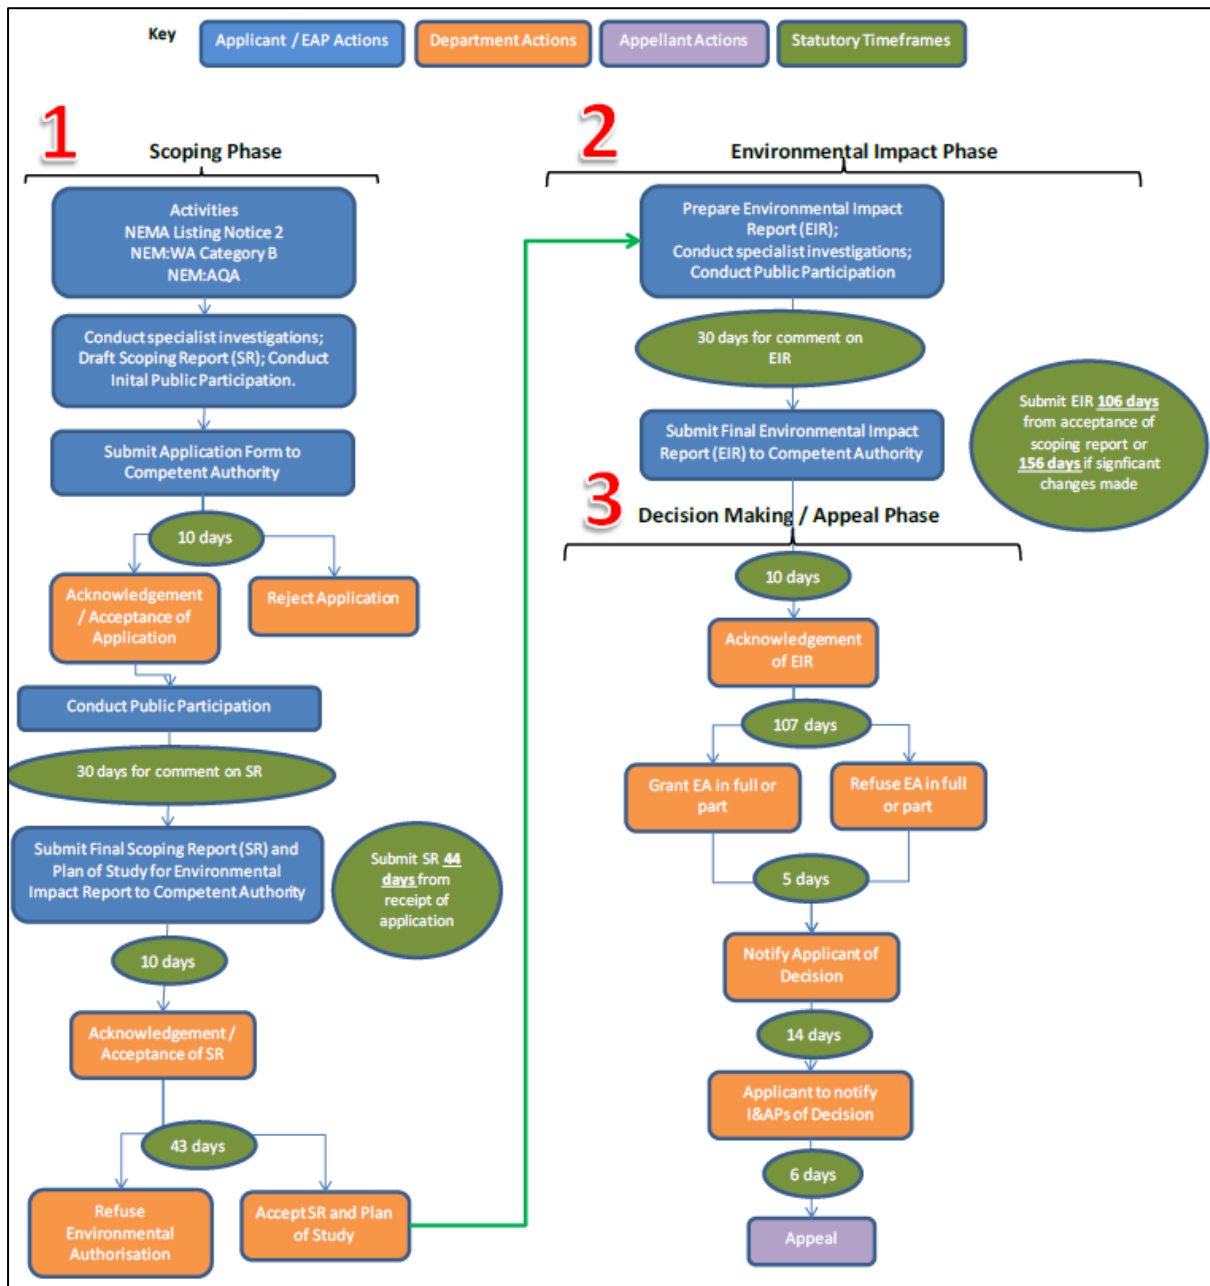 Key
Applicant / EAP Actions
Department Actions
Appellant Actions
Statutory Timeframes
1
Scoping Phase
Activities
NEMA Listing Notice 2
NEM:WA Category B
NEM:AQA
Conduct specialist investigations;
Draft Scoping Report (SR); Conduct
Inital Public Participation.
Submit Application Form to
Competent Authority
10 days
Acknowledgement
/ Acceptance of
Application
Reject Application
Conduct Public Participation
30 days for comment on SR
Submit Final Scoping Report (SR) and
Plan of Study for Environmental
Impact Report to Competent Authority
Submit SR 44
days from
receipt of
application
10 days
Acknowledgement /
Acceptance of SR
43 days
Refuse
Environmental
Authorisation
Accept SR and Plan
of Study
2
Environmental Impact Phase
Prepare Environmental Impact
Report (EIR);
Conduct specialist investigations;
Conduct Public Participation
30 days for comment on
EIR
Submit Final Environmental Impact
Report (EIR) to Competent Authority
Submit EIR 106 days
from acceptance of
scoping report or
156 days if signficant
changes made
3
Decision Making / Appeal Phase
10 days
Acknowledgement
of EIR
107 days
Grant EA in full or
part
Refuse EA in full
or part
5 days
Notify Applicant of
Decision
14 days
Applicant to notify
I&APs of Decision
6 days
Appeal